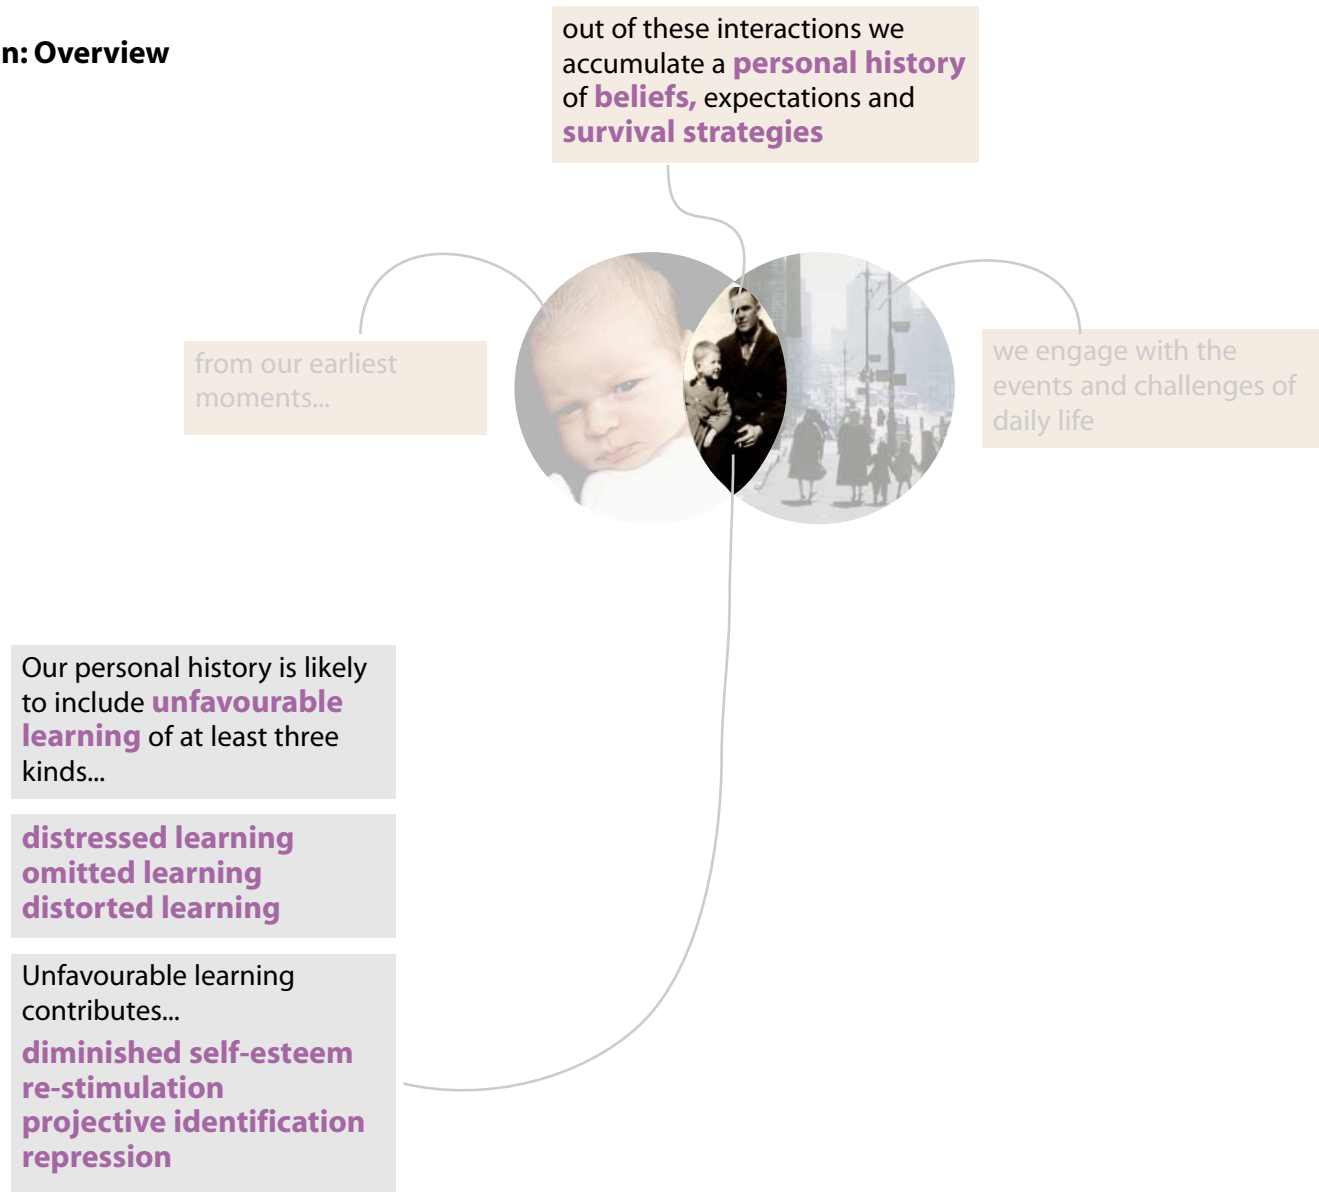 n: Overview
out of these interactions we
accumulate a personal history
of beliefs, expectations and
survival strategies
from our earliest
moments...
we engage with the
events and challenges of
daily life
Our personal history is likely
to include unfavourable
learning of at least three
kinds...
distressed learning
omitted learning
distorted learning
Unfavourable learning
contributes...
diminished self-esteem
re-stimulation
projective identification
repression